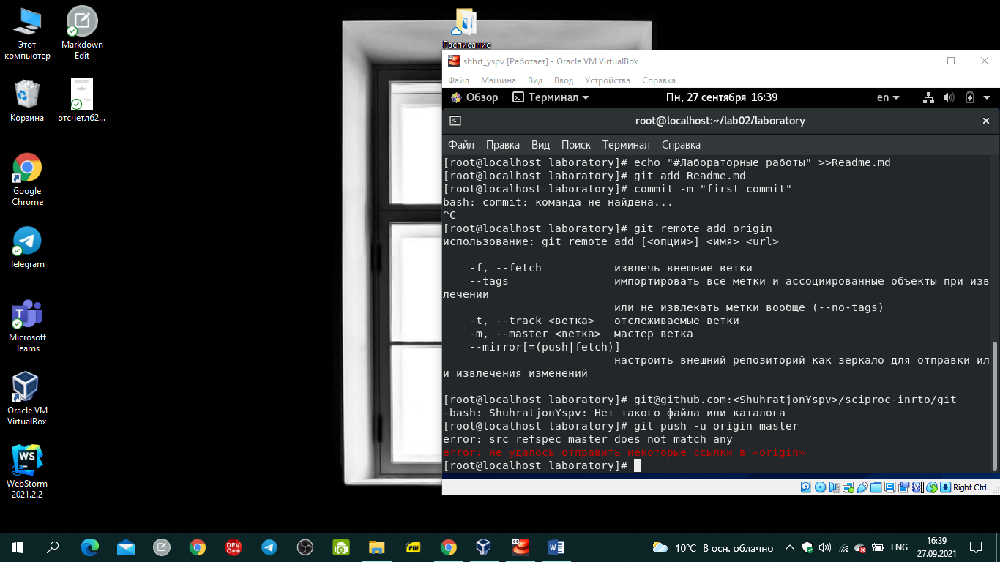 Этот компьютер
Markdown Edit
Корзина
отсчетлб2...
Google Chrome
Telegram
Microsoft Teams
Oracle VM VirtualBox
WS
WebStorm 2021.2.2
Расписание
shhrt_yspv [Работает] - Oracle VM VirtualBox
Файл Машина Вид Ввод Устройства Справка
Обзор Терминал Пн, 27 сентября 16:39 en
root@localhost:~/lab02/laboratory
Файл Правка Вид Поиск Терминал Справка
[root@localhost laboratory]# echo "#Лабораторные работы" >>Readme.md
[root@localhost laboratory]# git add Readme.md
[root@localhost laboratory]# commit -m "first commit"
bash: commit: команда не найдена...
^C
[root@localhost laboratory]# git remote add origin
использование: git remote add [<опции>] <имя> <url>
-f, --fetch извлечь внешние ветки
--tags импортировать все метки и ассоциированные объекты при изв
лечении
или не извлекать метки вообще (--no-tags)
-t, --track <ветка> отслеживаемые ветки
-m, --master <ветка> мастер ветка
--mirror[=(push|fetch)]
настроить внешний репозиторий как зеркало для отправки ил
и извлечения изменений
[root@localhost laboratory]# git@github.com:<ShuhratjonYspv>/sciproc-inrto/git
-bash: ShuhratjonYspv: Нет такого файла или каталога
[root@localhost laboratory]# git push -u origin master
error: src refspec master does not match any
error: не удалось отправить некоторые ссылки в «origin»
[root@localhost laboratory]#
Right Ctrl
DEV C++
PDF
64
10°C В осн. облачно
ENG
16:39
27.09.2021